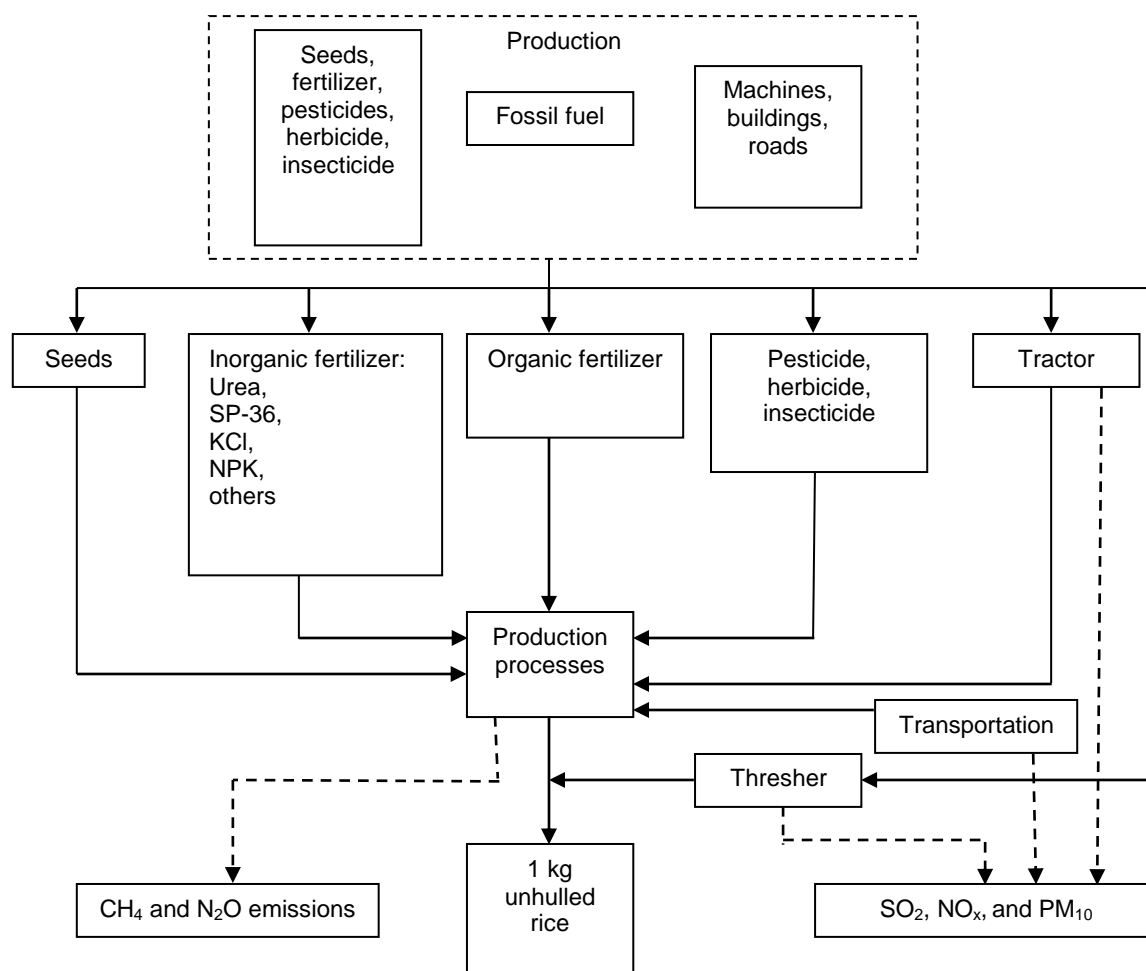 Production
Seeds,
fertilizer,
pesticides,
herbicide,
insecticide
Fossil fuel
Machines,
buildings,
roads
Seeds
Inorganic fertilizer:
Urea,
SP-36,
KCl,
NPK,
others
Organic fertilizer
Pesticide,
herbicide,
insecticide
Tractor
Production
processes
Transportation
Thresher
1 kg
unhulled
rice
CH₄ and N₂O emissions
SO₂, NOₓ, and PM₁₀